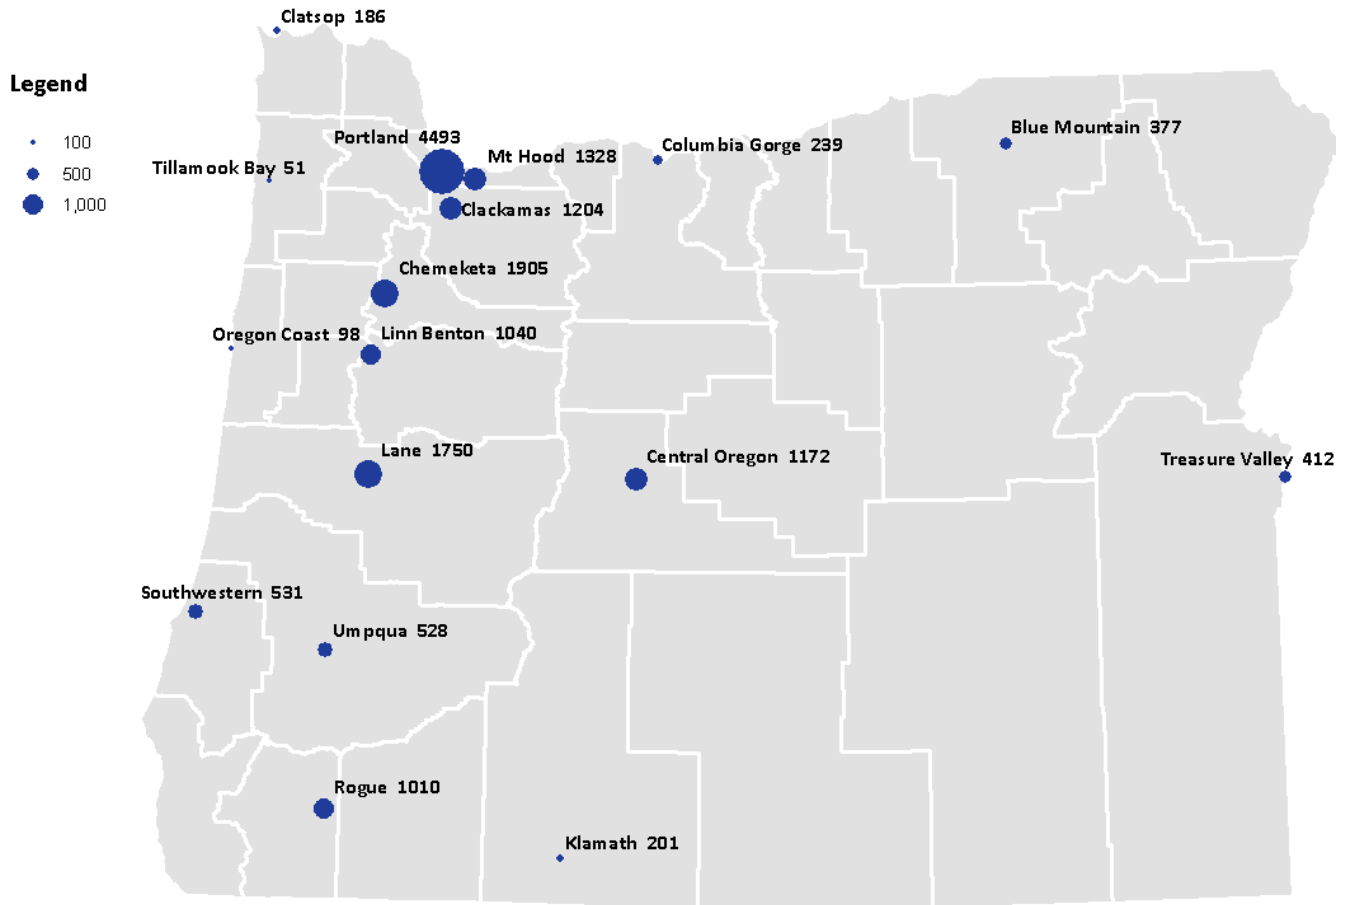 Clatsop 186
Legend
100
500
1,000
Portland 4493
Mt Hood 1328
Columbia Gorge 239
Blue Mountain 377
Tillamook Bay 51
Clackamas 1204
Chemeketa 1905
Oregon Coast 98
Linn Benton 1040
Lane 1750
Central Oregon 1172
Treasure Valley 412
Southwestern 531
Umpqua 528
Rogue 1010
Klamath 201